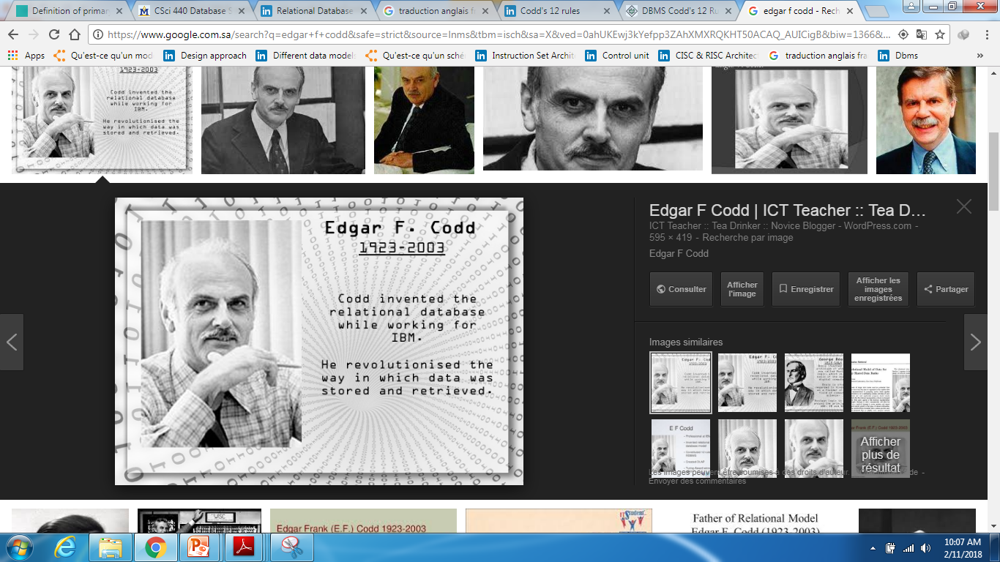 Definition of primar
CSci 440 Database S
Relational Database
traduction anglais fr
Codd's 12 rules
DBMS Codd's 12 Ru
edgar f codd - Rech
https://www.google.com.sa/search?q=edgar+f+codd&safe=strict&source=lnms&tbm=isch&sa=X&ved=0ahUKEwj3kYefpp3ZAhXMXRQKHT50ACAQ_AUICigB&biw=1366&...
Apps
Qu'est-ce qu'un mod
Design approach
Different data models
Qu'est-ce qu'un sché
Instruction Set Archit
Control unit
CISC & RISC Architec
traduction anglais fra
Dbms
»
1923-2003
Codd invented the
relational database
while working for
IBM.
He revolutionised the
way in which data was
stored and retrieved.
Edgar F. Codd
1923-2003
Codd invented the
relational database
while working for
IBM.
He revolutionised the
way in which data was
stored and retrieved.
Edgar F Codd | ICT Teacher :: Tea D...
ICT Teacher :: Tea Drinker :: Novice Blogger - WordPress.com -
595 × 419 - Recherche par image
Edgar F Codd
Consulter
Afficher
l'image
Enregistrer
Afficher les
images
enregistrées
Partager
Images similaires
E F Codd
Afficher
plus de
résultat
Les images peuvent être soumises à des droits d'auteur.
de -
Envoyer des commentaires
WISC
Edgar Frank (E.F.) Codd 1923-2003
IT Student
Father of Relational Model
Edgar F. Codd (1923-2003)
10:07 AM
2/11/2018